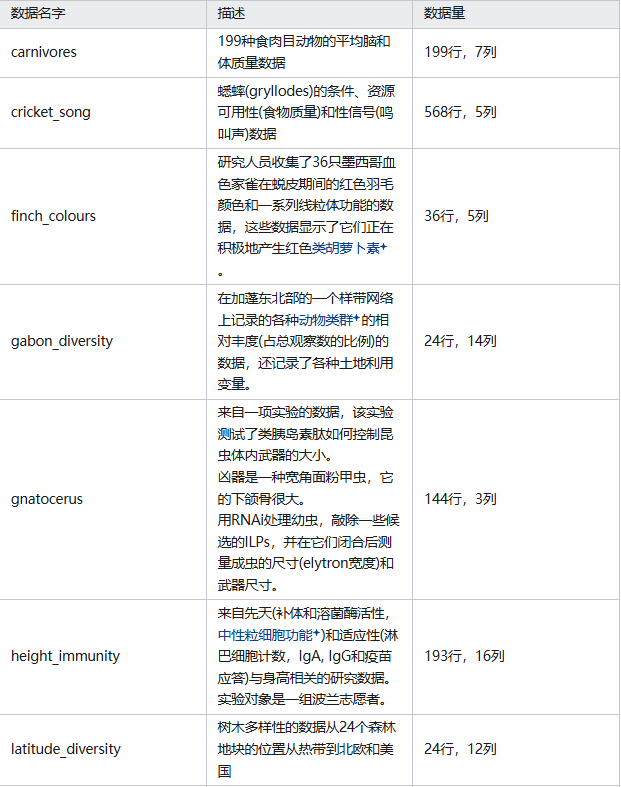 数据名字 描述 数据量
carnivores 199种食肉目动物的平均脑和 199行，7列
体质量数据
cricket_song 蟋蟀(gryllodes)的条件、资源 568行，5列
可用性(食物质量)和性信号(鸣
叫声)数据
finch_colours 研究人员收集了36只墨西哥血 36行，5列
色家雀在蜕皮期间的红色羽毛
颜色和一系列线粒体功能的数
据，这些数据显示了它们正在
积极地产生红色类胡萝卜素
。
gabon_diversity 在加蓬东北部的一个样带网络 24行，14列
上记录的各种动物类群的相
对丰度(占总观察数的比例)的
数据，还记录了各种土地利用
变量。
gnatocerus 来自一项实验的数据，该实验 144行，3列
测试了类胰岛素肽如何控制昆
虫体内武器的大小。
凶器是一种宽角面粉甲虫，它
的下颌骨很大。
用RNAi处理幼虫，敲除一些候
选的ILPs，并在它们闭合后测
量成虫的尺寸(elytron宽度)和
武器尺寸。
height_immunity 来自先天(补体和溶菌酶活性， 193行，16列
中性粒细胞功能)和适应性(淋
巴细胞计数，IgA, IgG和疫苗
应答)与身高相关的研究数据。
实验对象是一组波兰志愿者。
latitude_diversity 树木多样性的数据从24个森林 24行，12列
地块的位置从热带到北欧和美
国